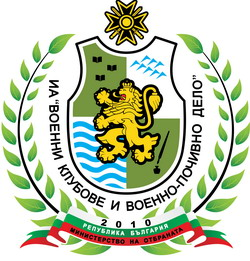 ИА "ВОЕННИ КЛУБОВЕ И ВОЕННО-ПОЧИВНО ДЕЛО"
2010
РЕПУБЛИКА БЪЛГАРИЯ
МИНИСТЕРСТВО НА ОТБРАНАТА